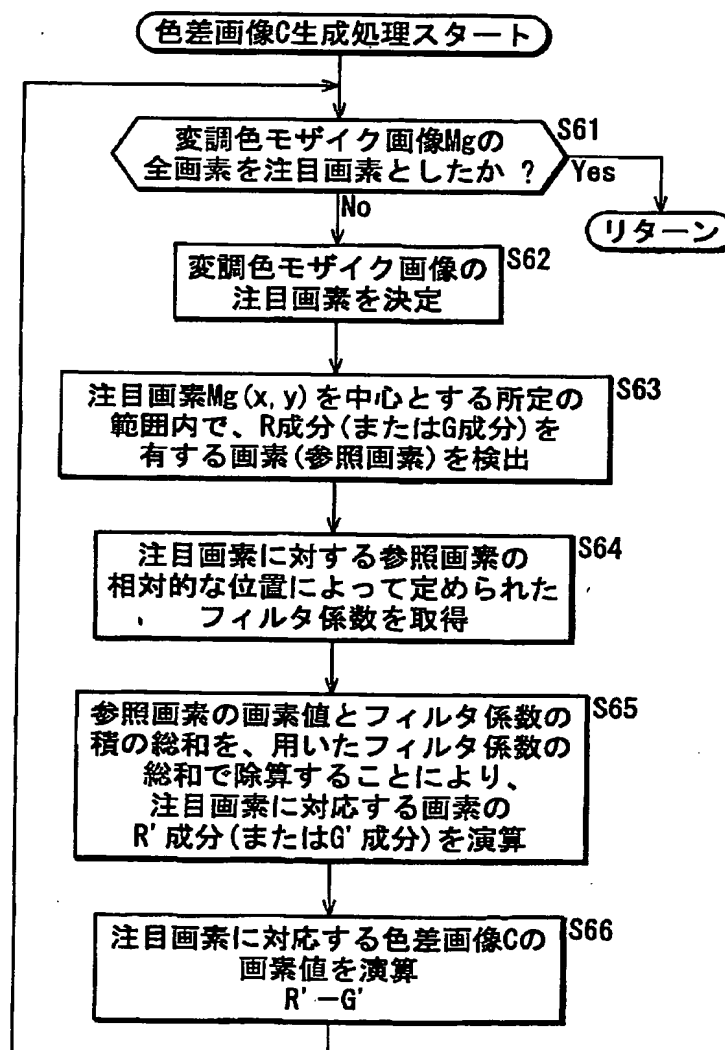 色差画像C生成処理スタート
変調色モザイク画像Mgの
全画素を注目画素としたか ?
S61
Yes
No
リターン
変調色モザイク画像の
注目画素を決定
S62
注目画素Mg(x,y)を中心とする所定の
範囲内で、R成分(またはG成分)を
有する画素(参照画素)を検出
S63
注目画素に対する参照画素の
相対的な位置によって定められた
フィルタ係数を取得
S64
参照画素の画素値とフィルタ係数の
積の総和を、用いたフィルタ係数の
総和で除算することにより、
注目画素に対応する画素の
R'成分(またはG'成分)を演算
S65
注目画素に対応する色差画像Cの
画素値を演算
R'-G'
S66